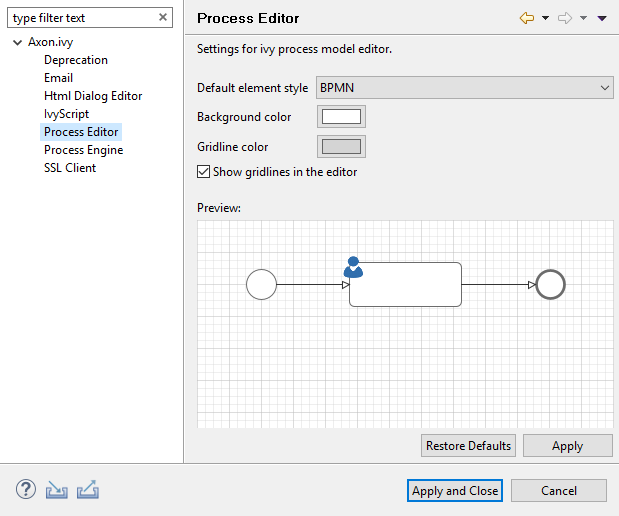 type filter text
Axon.ivy
Deprecation
Email
Html Dialog Editor
IvyScript
Process Editor
Process Engine
SSL Client
Process Editor
Settings for ivy process model editor.
Default element style BPMN
Background color
Gridline color
Show gridlines in the editor
Preview:
Restore Defaults Apply
Apply and Close Cancel